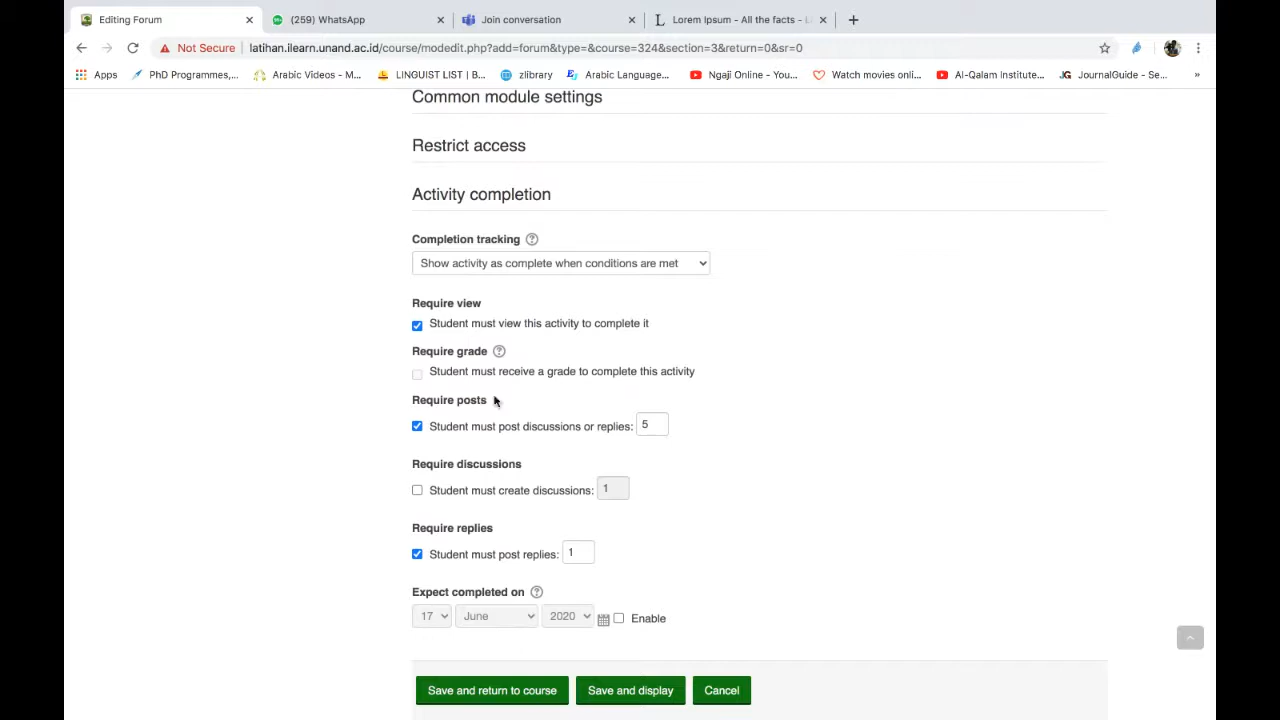 Editing Forum
(259) WhatsApp
Join conversation
Lorem Ipsum - All the facts - L
Not Secure
latihan.ilearn.unand.ac.id/course/modedit.php?add=forum&type=&course=324&section=3&return=0&sr=0
Apps
PhD Programmes,...
Arabic Videos - M...
LINGUIST LIST | B...
zlibrary
Arabic Language...
Ngaji Online - You...
Watch movies onli...
Al-Qalam Institute...
JournalGuide - Se...
»
Common module settings
Restrict access
Activity completion
Completion tracking
Show activity as complete when conditions are met
Require view
Student must view this activity to complete it
Require grade
Student must receive a grade to complete this activity
Require posts
Student must post discussions or replies: 5
Require discussions
Student must create discussions: 1
Require replies
Student must post replies: 1
Expect completed on
17 June 2020 Enable
Save and return to course
Save and display
Cancel